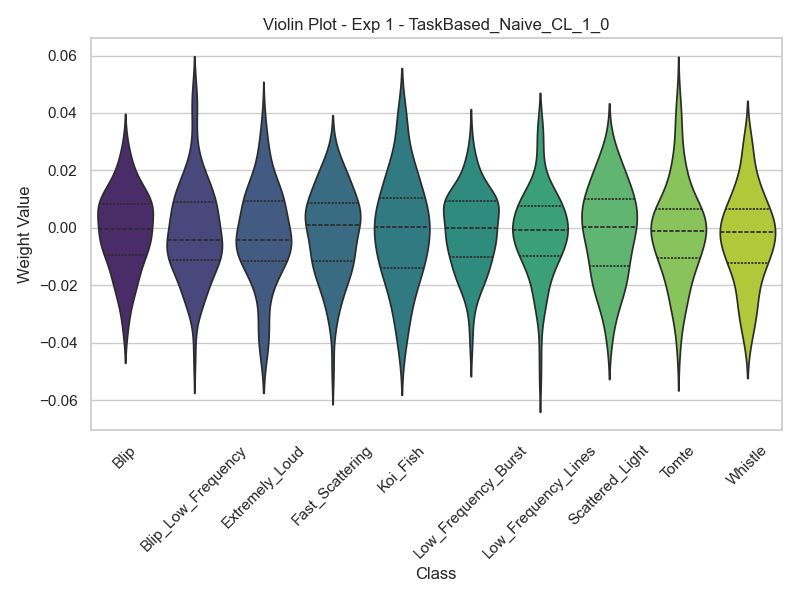 Violin Plot - Exp 1 - TaskBased_Naive_CL_1_0
0.06
0.04
0.02
0.00
−0.02
−0.04
−0.06
Weight Value
Blip
Blip_Low_Frequency
Extremely_Loud
Fast_Scattering
Koi_Fish
Low_Frequency_Burst
Low_Frequency_Lines
Scattered_Light
Tomte
Whistle
Class